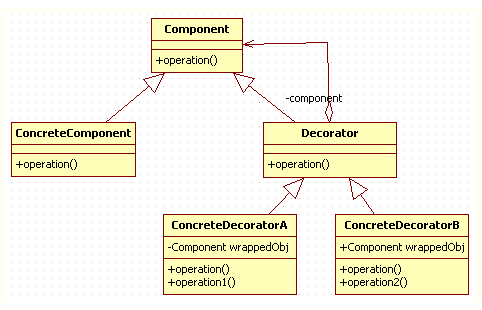 Component
+operation()
-component
ConcreteComponent
+operation()
Decorator
+operation()
ConcreteDecoratorA
-Component wrappedObj
+operation()
+operation1()
ConcreteDecoratorB
+Component wrappedObj
+operation()
+operation2()